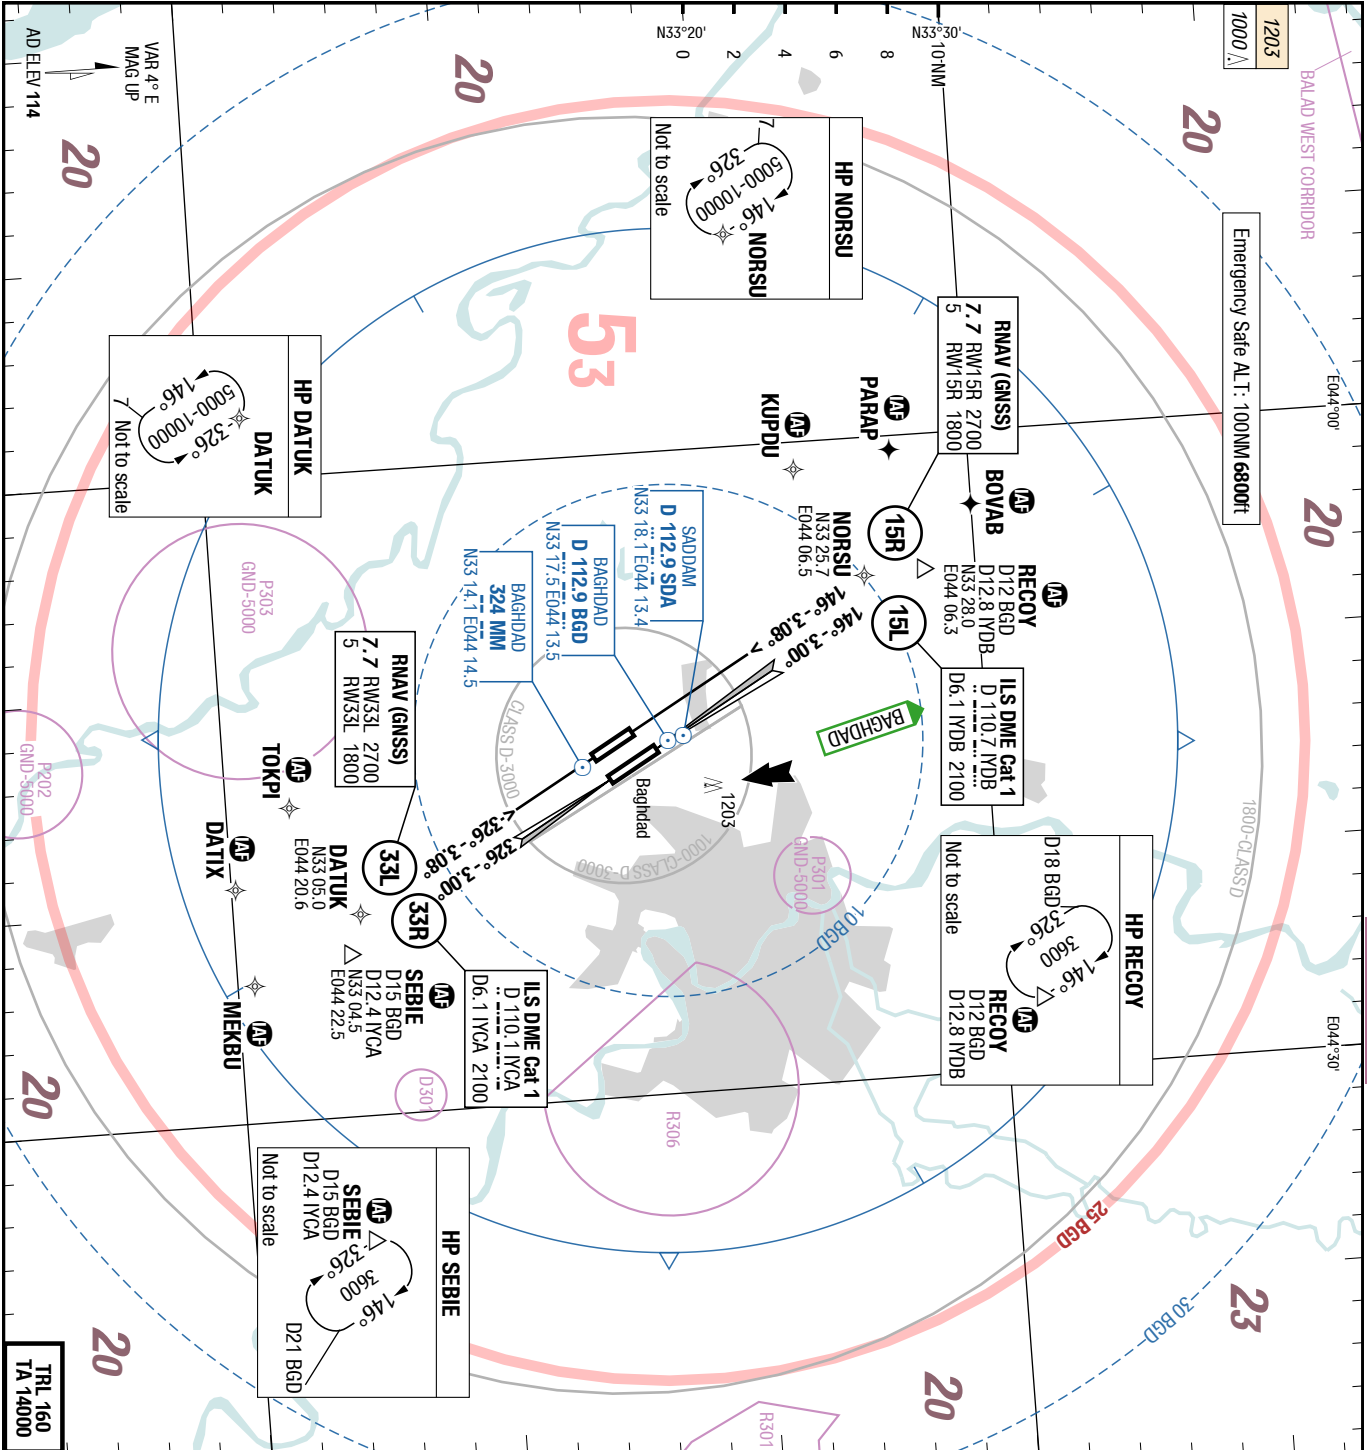 1203
1000
BALAD WEST CORRIDOR
20
Emergency Safe ALT: 100NM 6800ft
E044°00'
20
E044°30'
N33°30'
10 NM
8
6
4
2
0
N33°20'
20
VAR 4° E
MAG UP
AD ELEV 114
20
HP NORSU
7
326°
5000-10000
146°
NORSU
Not to scale
53
RNAV (GNSS)
7.7 RW15R 2700
5 RW15R 1800
15R
IAF
PARAP
IAF
KUPDU
IAF
BOVAB
IAF
RECOY
D12 BGD
D12.8 IYDB
N33 28.0
E044 06.3
NORSU
N33 25.7
E044 06.5
15L
ILS DME Cat 1
D 110.7 IYDB
D6.1 IYDB 2100
146°-3.00°
146°-3.08° >
BAGHDAD
SADDAM
D 112.9 SDA
N33 18.1 E044 13.4
BAGHDAD
D 112.9 BGD
N33 17.5 E044 13.5
BAGHDAD
324 MM
N33 14.1 E044 14.5
HP DATUK
DATUK
326°
5000-10000
146°
7
Not to scale
P303
GND-5000
P202
GND-5000
CLASS D-3000
1000-CLASS D-3000
1800-CLASS D
Baghdad
1203
P301
GND-5000
10 BGD
HP RECOY
D18 BGD
326°
3600
146°
IAF
RECOY
D12 BGD
D12.8 IYDB
Not to scale
RNAV (GNSS)
7.7 RW33L 2700
5 RW33L 1800
33L
<-326°-3.08°
326°-3.00°
33R
ILS DME Cat 1
D 110.1 IYCA
D6.1 IYCA 2100
IAF
TOKPI
IAF
DATIX
DATUK
N33 05.0
E044 20.6
IAF
SEBIE
D15 BGD
D12.4 IYCA
N33 04.5
E044 22.5
IAF
MEKBU
D301
R306
HP SEBIE
IAF
SEBIE
D15 BGD
D12.4 IYCA
326°
3600
146°
D21 BGD
Not to scale
25 BGD
30 BGD
23
20
R301
20
20
TRL 160
TA 14000